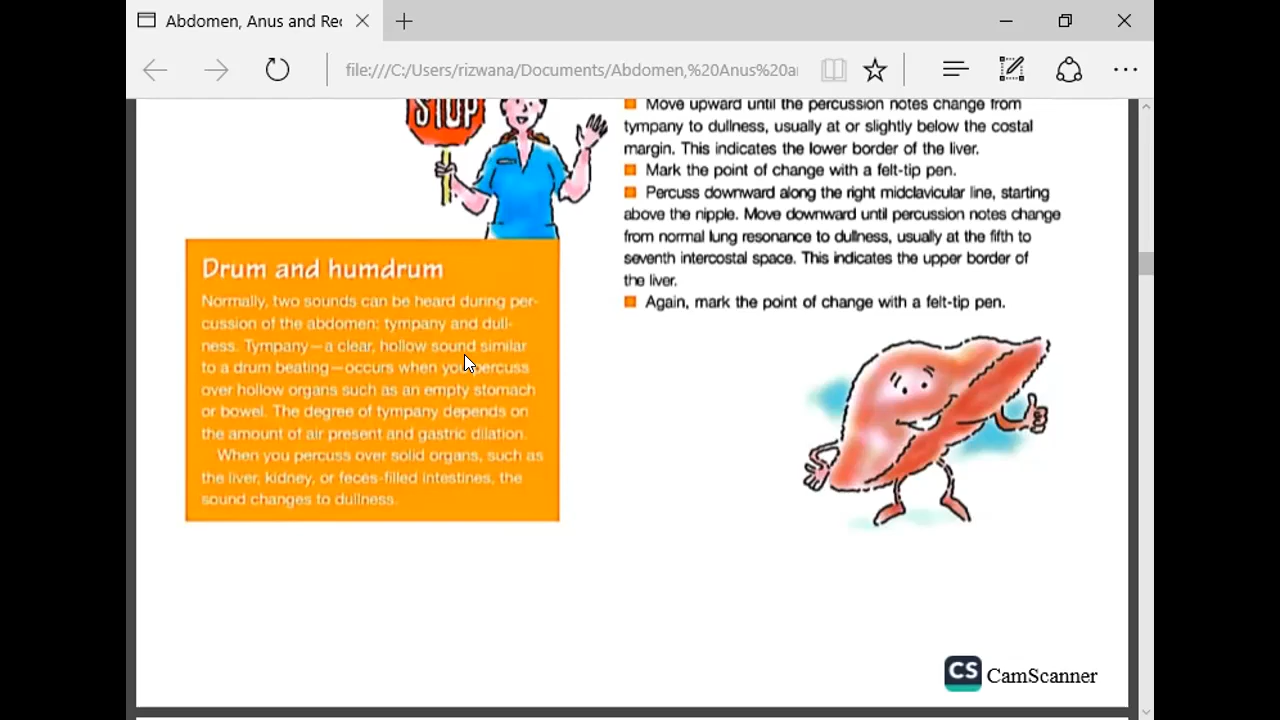 Abdomen, Anus and Rec
file:///C:/Users/rizwana/Documents/Abdomen,%20Anus%20a
STOP
Drum and humdrum
Normally, two sounds can be heard during per-
cussion of the abdomen: tympany and dull-
ness. Tympany—a clear, hollow sound similar
to a drum beating—occurs when you percuss
over hollow organs such as an empty stomach
or bowel. The degree of tympany depends on
the amount of air present and gastric dilation.
When you percuss over solid organs, such as
the liver, kidney, or feces-filled intestines, the
sound changes to dullness.
Move upward until the percussion notes change from
tympany to dullness, usually at or slightly below the costal
margin. This indicates the lower border of the liver.
Mark the point of change with a felt-tip pen.
Percuss downward along the right midclavicular line, starting
above the nipple. Move downward until percussion notes change
from normal lung resonance to dullness, usually at the fifth to
seventh intercostal space. This indicates the upper border of
the liver.
Again, mark the point of change with a felt-tip pen.
CS CamScanner